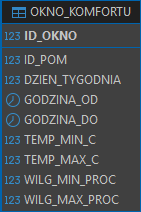 OKNO_KOMFORTU
123 ID_OKNO
123 ID_POM
123 DZIEN_TYGODNIA
GODZINA_OD
GODZINA_DO
123 TEMP_MIN_C
123 TEMP_MAX_C
123 WILG_MIN_PROC
123 WILG_MAX_PROC